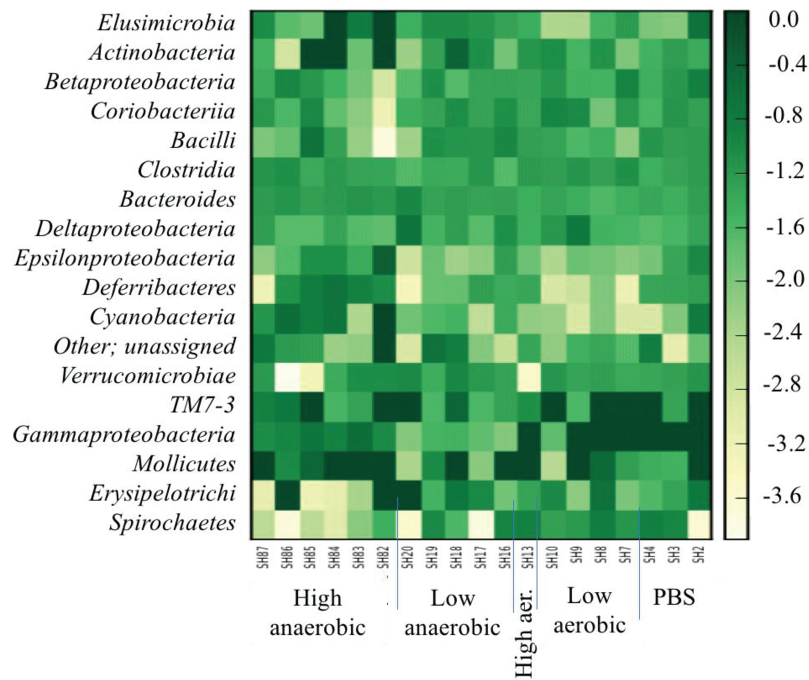 Elusimicrobia
Actinobacteria
Betaproteobacteria
Coriobacteriia
Bacilli
Clostridia
Bacteroides
Deltaproteobacteria
Epsilonproteobacteria
Deferribacteres
Cyanobacteria
Other; unassigned
Verrucomicrobiae
TM7-3
Gammaproteobacteria
Mollicutes
Erysipelotrichi
Spirochaetes
0.0
-0.4
-0.8
-1.2
-1.6
-2.0
-2.4
-2.8
-3.2
-3.6
SH87 SH86 SH85 SH84 SH83 SH82 SH20 SH19 SH18 SH17 SH16 SH13 SH10 SH9 SH8 SH7 SH4 SH3 SH2
High
anaerobic
Low
anaerobic
High aer.
Low
aerobic
PBS